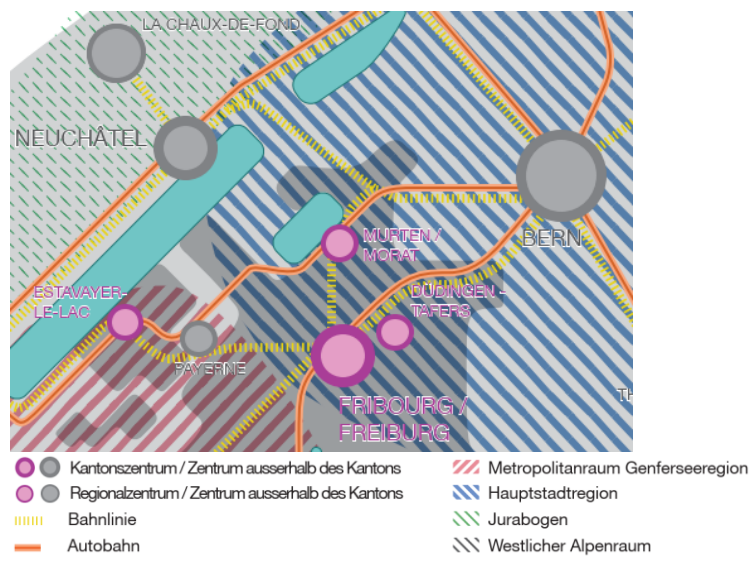 LA CHAUX-DE-FOND
NEUCHÂTEL
BERN
MURTEN /
MORAT
ESTAVAYER-
LE-LAC
DÜDINGEN -
TAFERS
PAYERNE
TH
FRIBOURG /
FREIBURG
Kantonszentrum / Zentrum ausserhalb des Kantons
Regionalzentrum / Zentrum ausserhalb des Kantons
Bahnlinie
Autobahn
Metropolitanraum Genferseeregion
Hauptstadtregion
Jurabogen
Westlicher Alpenraum